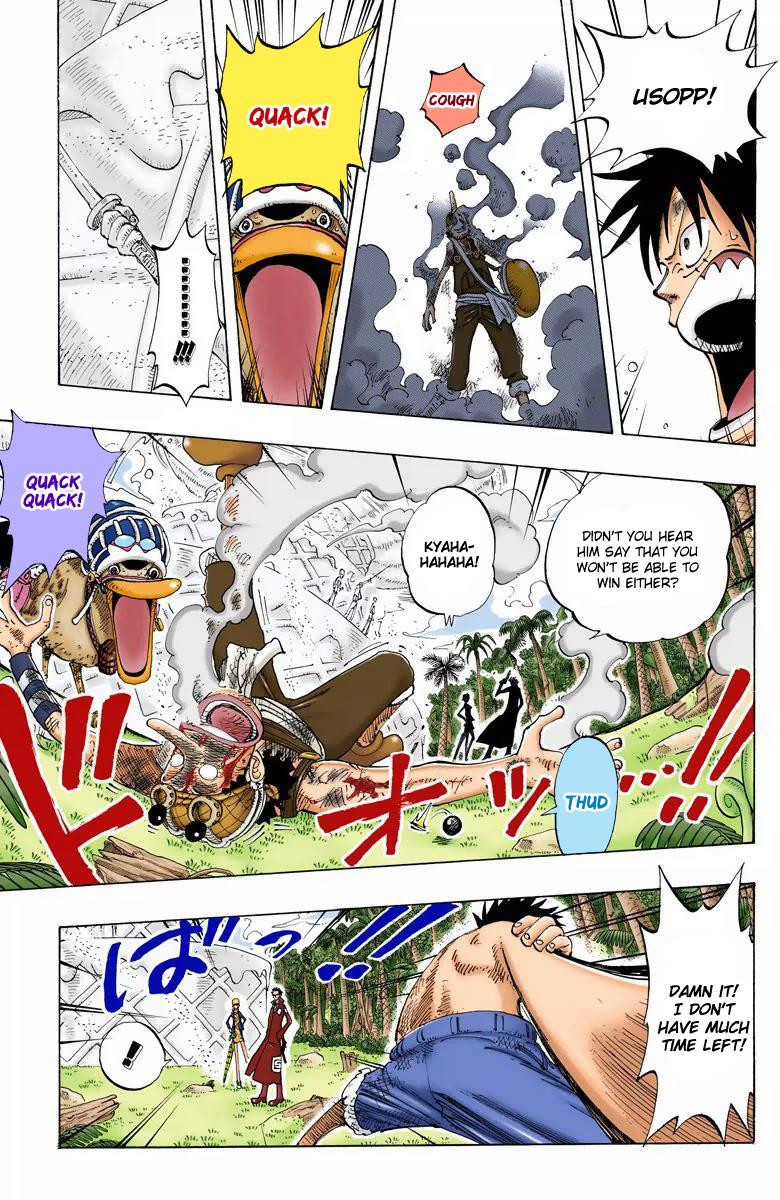 USOPP!
COUGH
QUACK!
.........!!!
DIDN'T YOU HEAR
HIM SAY THAT YOU
WON'T BE ABLE TO
WIN EITHER?
KYAHA-
HAHAHA!
QUACK
QUACK!
ドオッ…!!
THUD
DAMN IT!
I DON'T
HAVE MUCH
TIME LEFT!
ばっ!!!
!